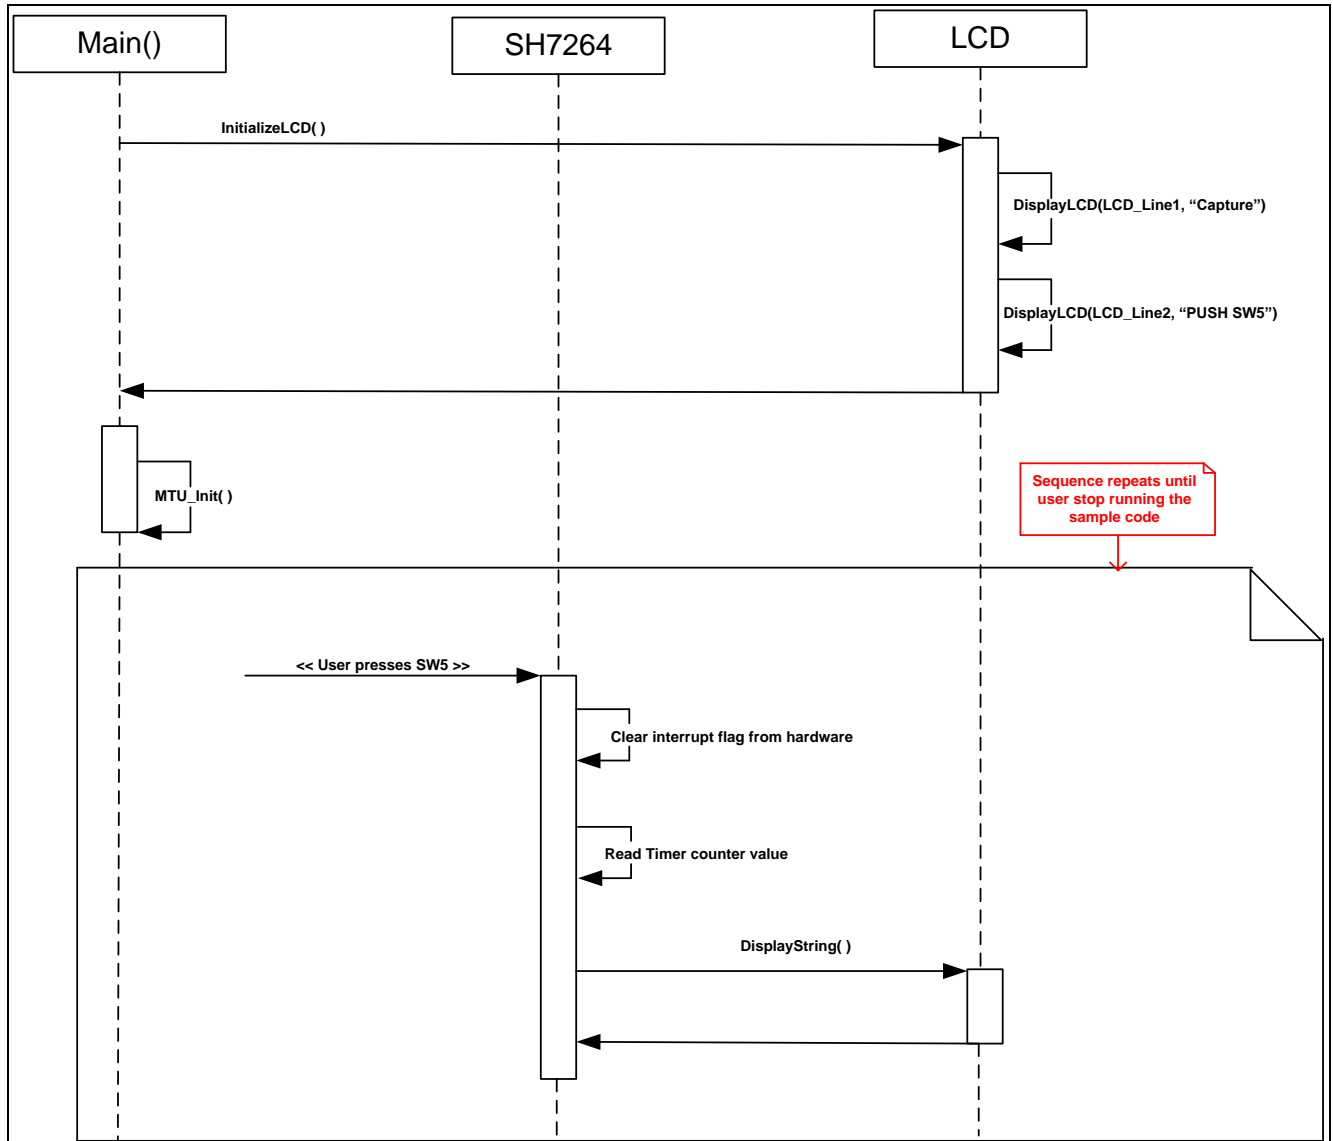 Main()
SH7264
LCD
InitializeLCD( )
DisplayLCD(LCD_Line1, “Capture”)
DisplayLCD(LCD_Line2, “PUSH SW5”)
MTU_Init( )
Sequence repeats until
user stop running the
sample code
<< User presses SW5 >>
Clear interrupt flag from hardware
Read Timer counter value
DisplayString( )